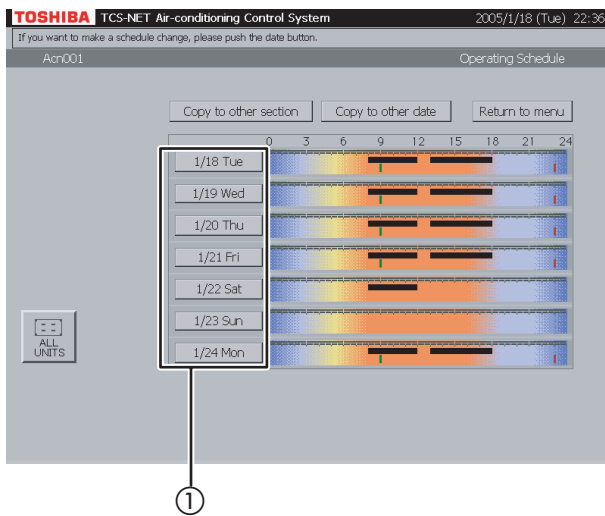 TOSHIBA TCS-NET Air-conditioning Control System 2005/1/18 (Tue) 22:36
If you want to make a schedule change, please push the date button.
Acn001 Operating Schedule
Copy to other section Copy to other date Return to menu
0 3 6 9 12 15 18 21 24
1/18 Tue
1/19 Wed
1/20 Thu
1/21 Fri
1/22 Sat
1/23 Sun
1/24 Mon
ALL
UNITS
①